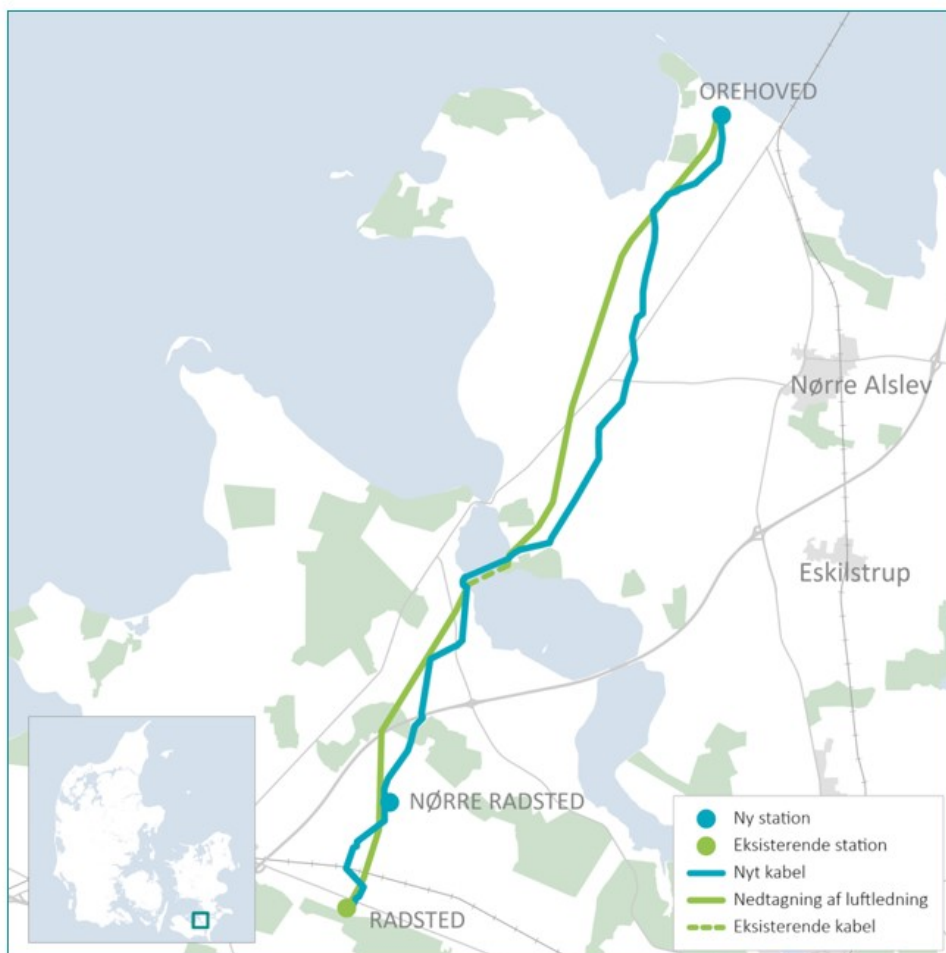 OREHOVED
Nørre Alslev
Eskilstrup
NØRRE RADSTED
RADSTED
Ny station
Eksisterende station
Nyt kabel
Nedtagning af luftledning
Eksisterende kabel